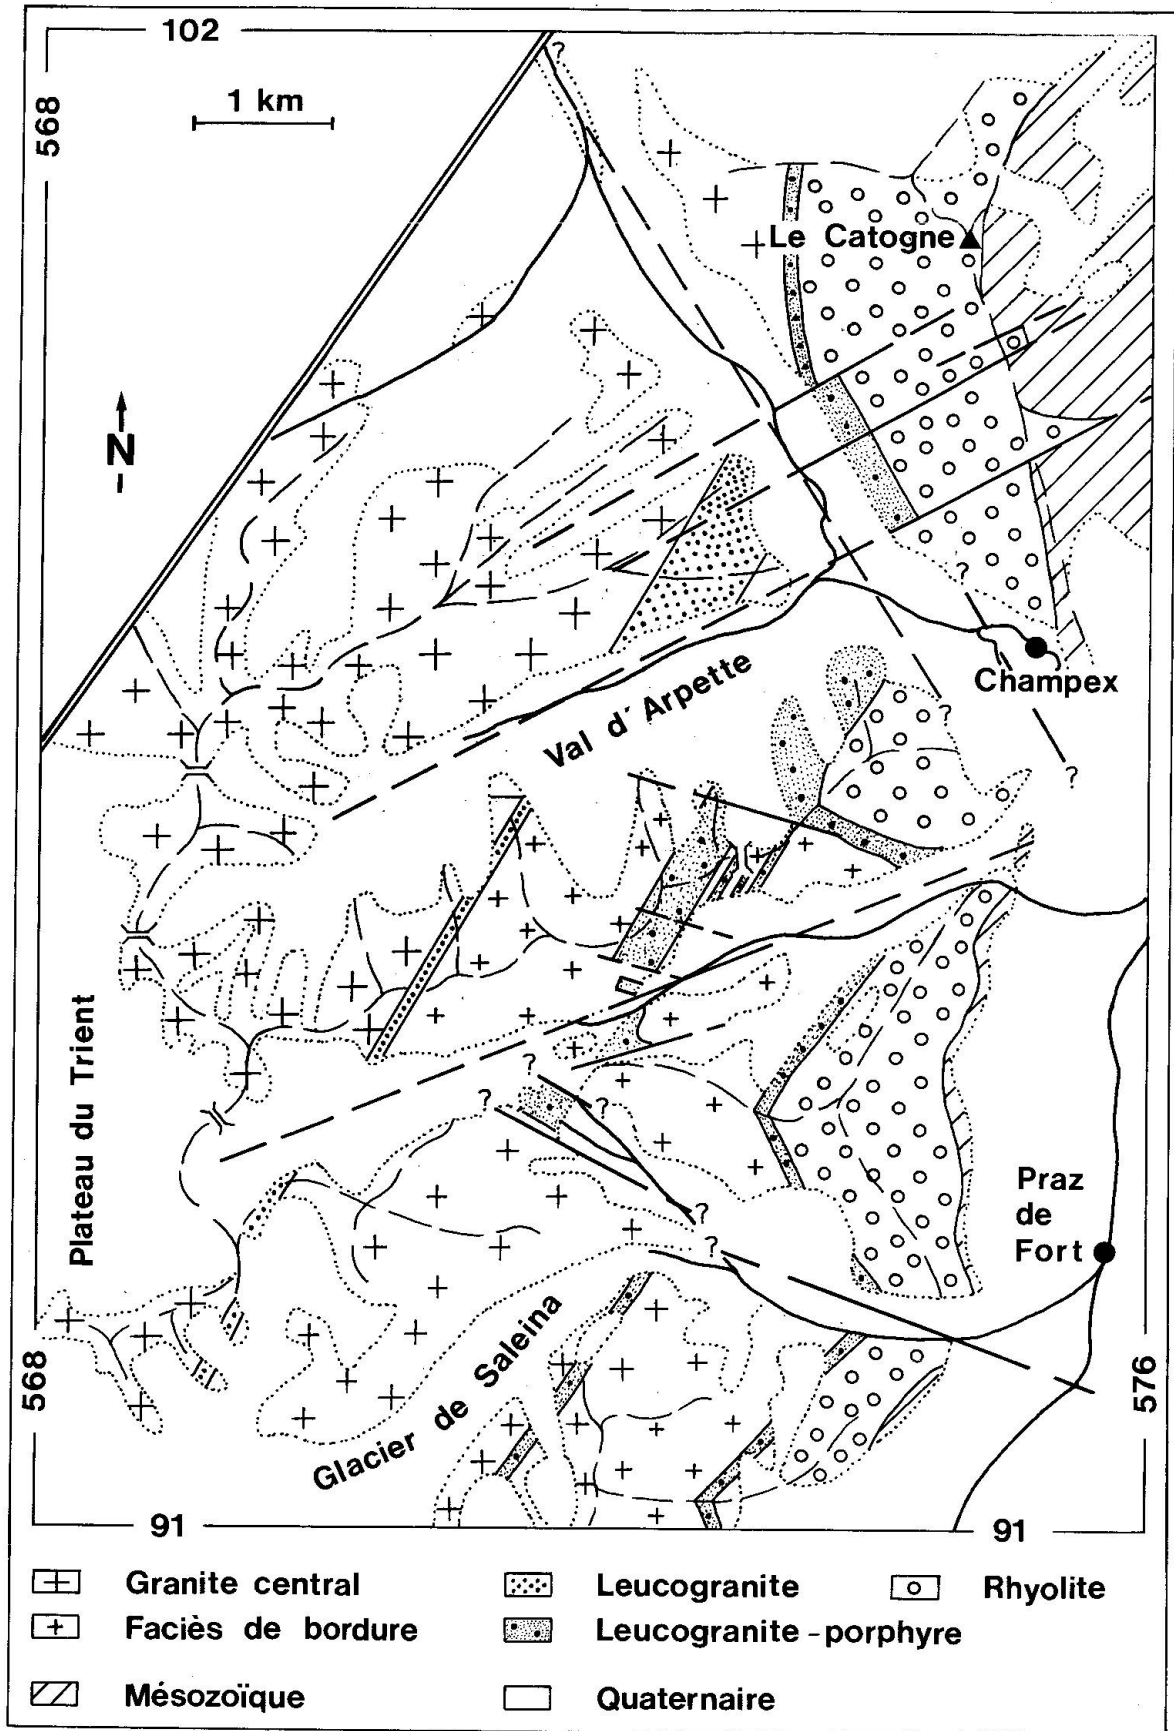 102
568
1 km
?
Le Catogne
N
?
Champex
Val d'Arpette
?
?
?
?
?
Plateau du Trient
Praz
de
Fort
?
?
Glacier de Saleina
568
576
91
91
Granite central
Leucogranite
Rhyolite
Faciès de bordure
Leucogranite - porphyre
Mésozoïque
Quaternaire